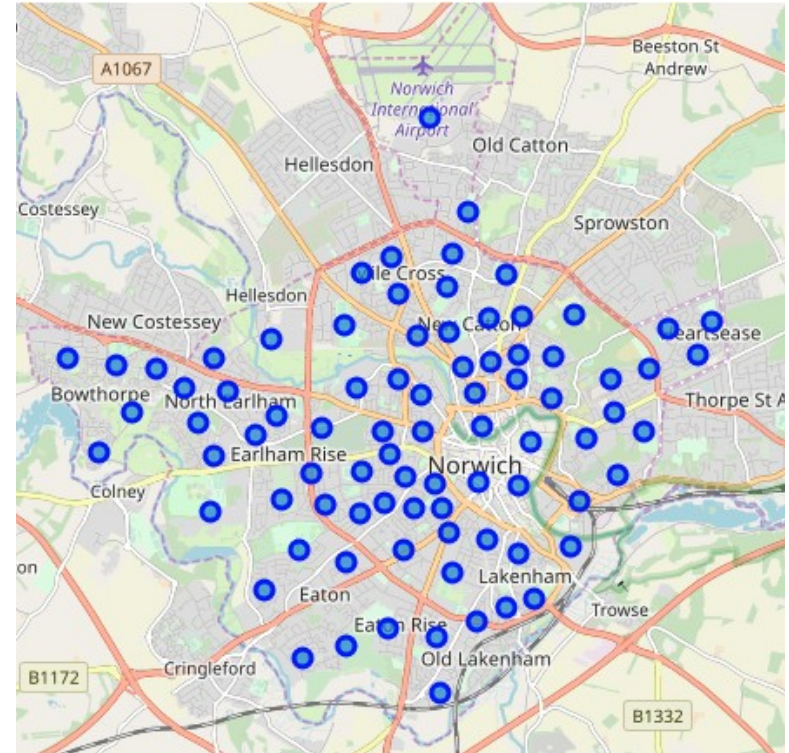 Beeston St
Andrew
A1067
Norwich
International
Airport
Old Catton
Hellesdon
Costessey
Sprowston
Mile Cross
Hellesdon
New Costessey
New Catton
Heartsease
Bowthorpe
North Earlham
Thorpe St A
Earlham Rise
Norwich
Colney
on
Lakenham
Eaton
Trowse
Eaton Rise
Old Lakenham
Cringleford
B1172
B1332